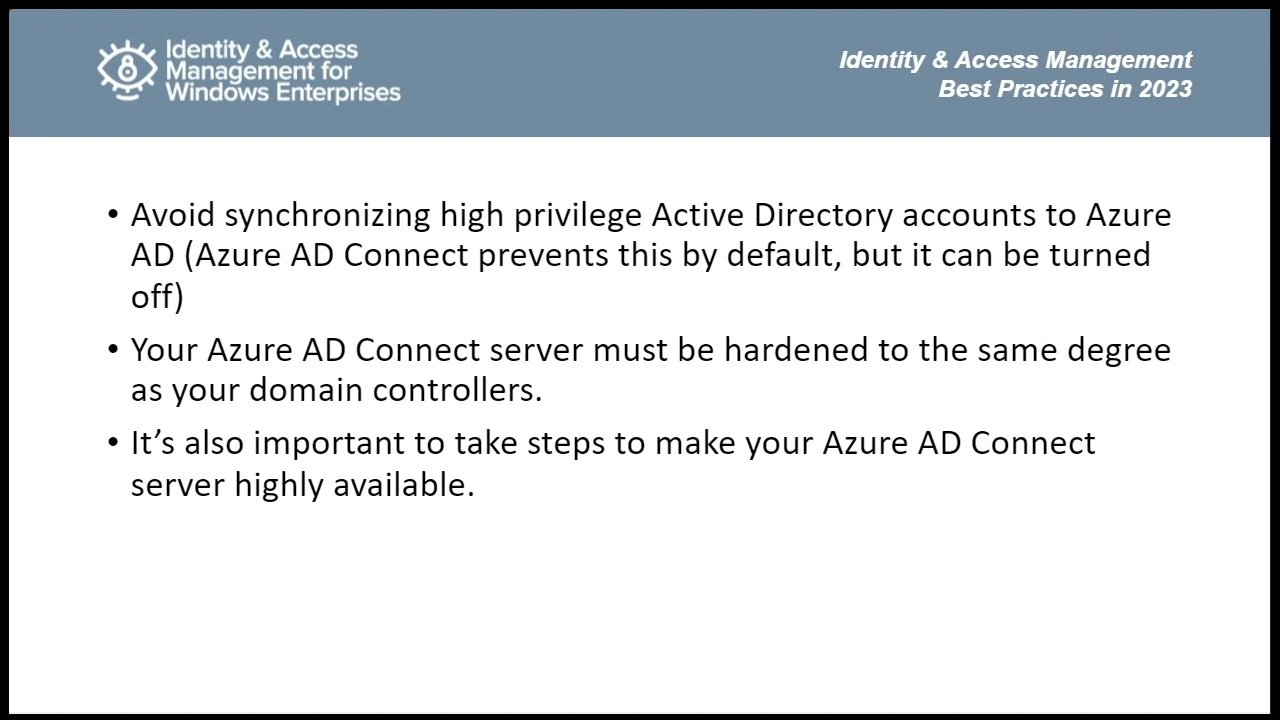 Identity & Access
Management for
Windows Enterprises
Identity & Access Management
Best Practices in 2023
• Avoid synchronizing high privilege Active Directory accounts to Azure
AD (Azure AD Connect prevents this by default, but it can be turned
off)
• Your Azure AD Connect server must be hardened to the same degree
as your domain controllers.
• It’s also important to take steps to make your Azure AD Connect
server highly available.